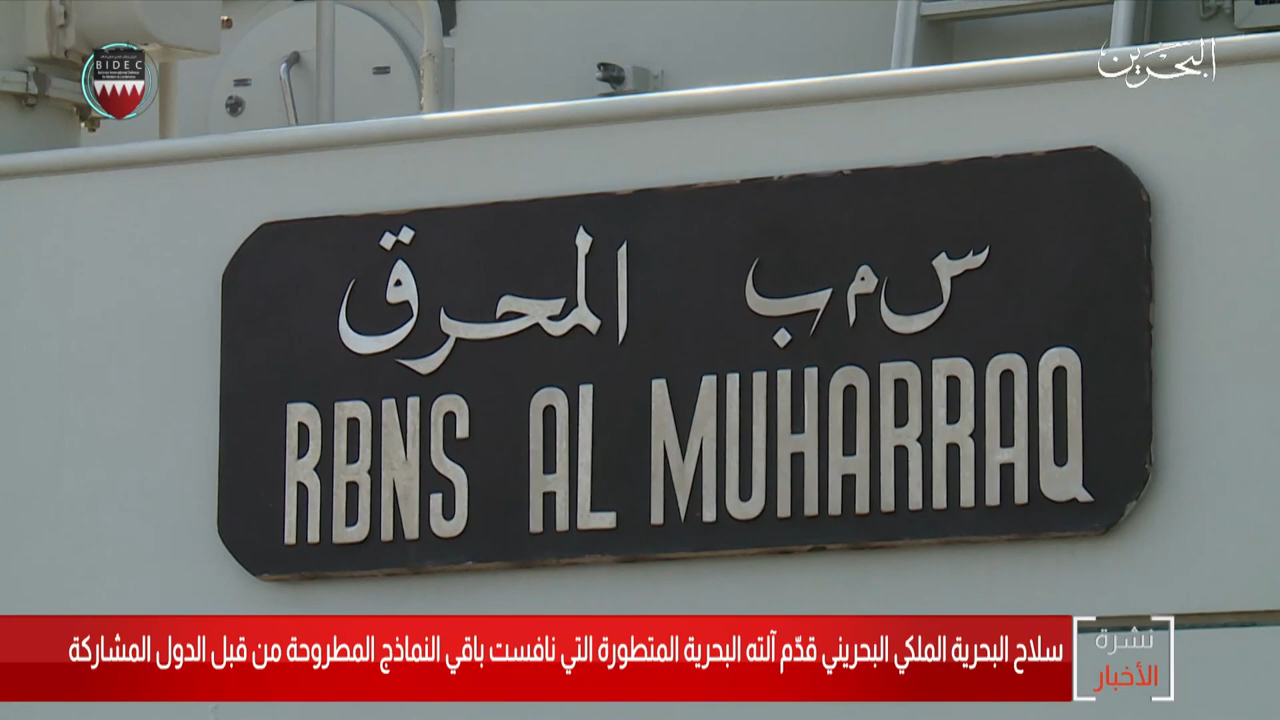 BIDEC
البحرين
س م ب المحرق
RBNS AL MUHARRAQ
سلاح البحرية الملكي البحريني قدّم آلته البحرية المتطورة التي نافست باقي النماذج المطروحة من قبل الدول المشاركة
نشرة
الأخبار